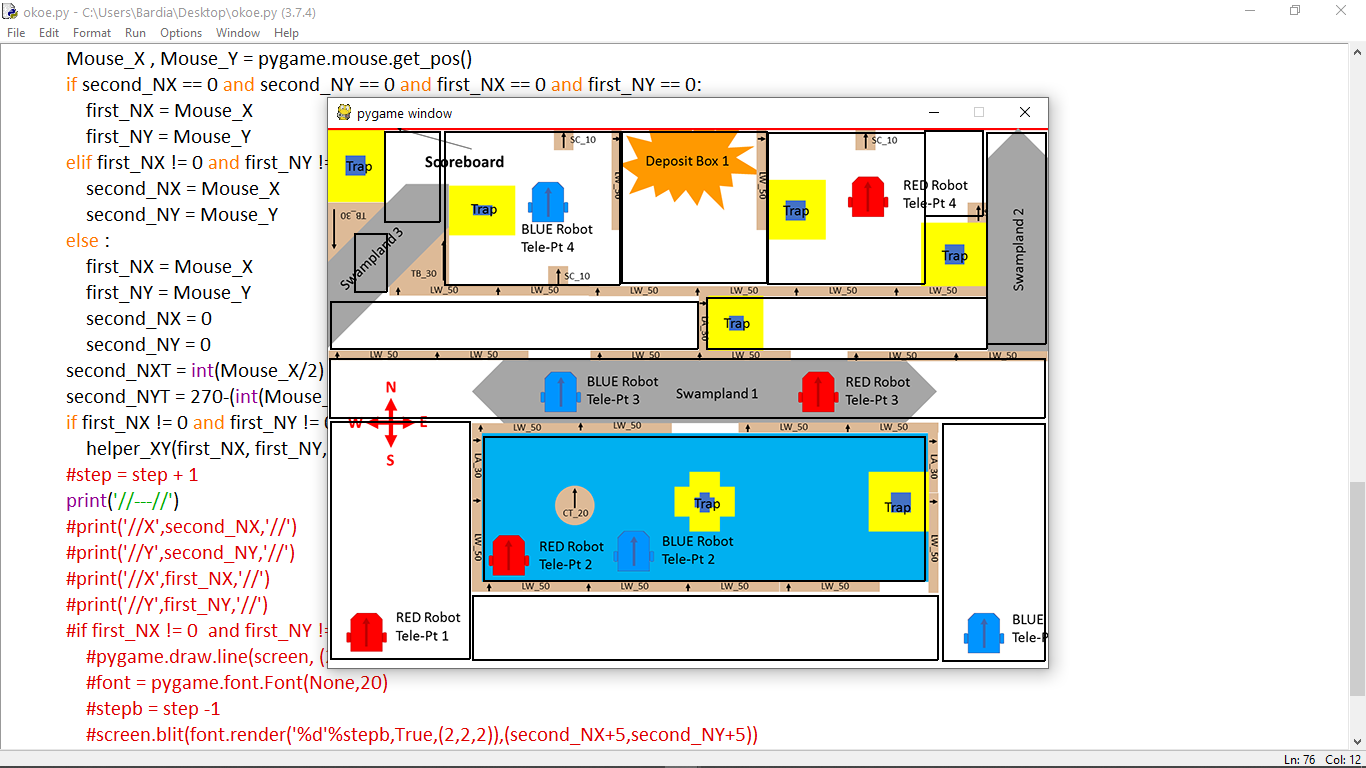 okoe.py - C:\Users\Bardia\Desktop\okoe.py (3.7.4)
File Edit Format Run Options Window Help
Mouse_X , Mouse_Y = pygame.mouse.get_pos()
if second_NX == 0 and second_NY == 0 and first_NX == 0 and first_NY == 0:
first_NX = Mouse_X
first_NY = Mouse_Y
elif first_NX != 0 and first_NY !=
second_NX = Mouse_X
second_NY = Mouse_Y
else :
first_NX = Mouse_X
first_NY = Mouse_Y
second_NX = 0
second_NY = 0
second_NXT = int(Mouse_X/2)
second_NYT = 270-(int(Mouse_
if first_NX != 0 and first_NY != 0
helper_XY(first_NX, first_NY,
#step = step + 1
print('//---//')
#print('//X',second_NX,'//')
#print('//Y',second_NY,'//')
#print('//X',first_NX,'//')
#print('//Y',first_NY,'//')
#if first_NX != 0  and first_NY !=
#pygame.draw.line(screen, (
#font = pygame.font.Font(None,20)
#stepb = step -1
#screen.blit(font.render('%d'%stepb,True,(2,2,2)),(second_NX+5,second_NY+5))
pygame window
SC_10
SC_10
Scoreboard
Deposit Box 1
Trap
LW_50
LW_50
RED Robot
Tele-Pt 4
Trap
Trap
TB_30
BLUE Robot
Tele-Pt 4
Swampland 3
Swampland 2
Trap
TB_30
SC_10
LW_50
LW_50
LW_50
LW_50
LW_50
LA_30
Trap
LW_50
LW_50
LW_50
LW_50
LW_50
BLUE Robot
Tele-Pt 3
Swampland 1
RED Robot
Tele-Pt 3
N
W
E
S
LW_50
LW_50
LW_50
LW_50
LA_30
LA_30
Trap
Trap
CT_20
LW_50
LW_50
RED Robot
Tele-Pt 2
BLUE Robot
Tele-Pt 2
LW_50
LW_50
LW_50
LW_50
RED Robot
Tele-Pt 1
BLUE
Tele-P
Ln: 76 Col: 12